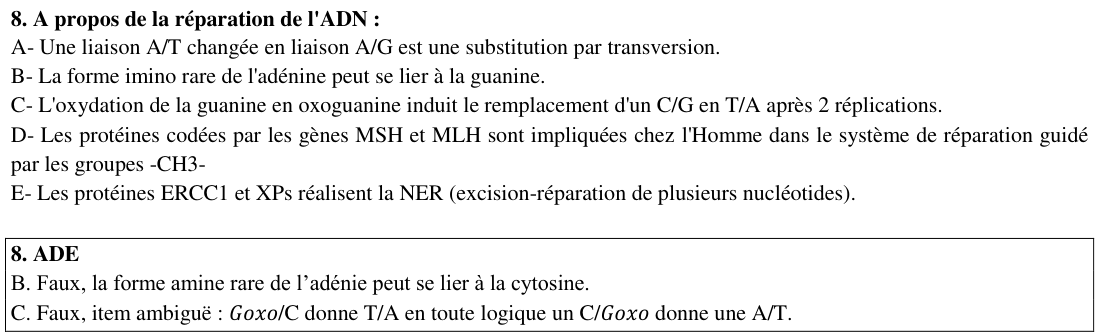 8. A propos de la réparation de l'ADN :
A- Une liaison A/T changée en liaison A/G est une substitution par transversion.
B- La forme imino rare de l'adénine peut se lier à la guanine.
C- L'oxydation de la guanine en oxoguanine induit le remplacement d'un C/G en T/A après 2 réplications.
D- Les protéines codées par les gènes MSH et MLH sont impliquées chez l'Homme dans le système de réparation guidé
par les groupes -CH3-
E- Les protéines ERCC1 et XPs réalisent la NER (excision-réparation de plusieurs nucléotides).
8. ADE
B. Faux, la forme amine rare de l’adénie peut se lier à la cytosine.
C. Faux, item ambiguë : Goxo/C donne T/A en toute logique un C/Goxo donne une A/T.